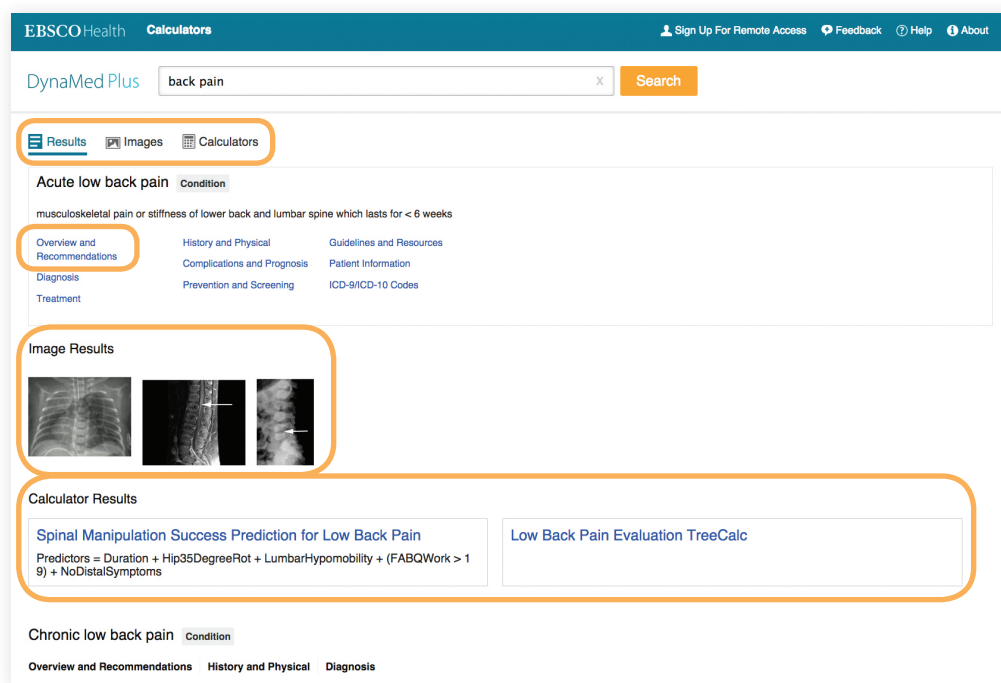 EBSCO Health Calculators Sign Up For Remote Access Feedback ? Help i About
DynaMed Plus back pain x Search
Results Images Calculators
Acute low back pain Condition
musculoskeletal pain or stiffness of lower back and lumbar spine which lasts for < 6 weeks
Overview and
Recommendations
Diagnosis
Treatment
History and Physical
Complications and Prognosis
Prevention and Screening
Guidelines and Resources
Patient Information
ICD-9/ICD-10 Codes
Image Results
Calculator Results
Spinal Manipulation Success Prediction for Low Back Pain
Predictors = Duration + Hip35DegreeRot + LumbarHypomobility + (FABQWork > 1
9) + NoDistalSymptoms
Low Back Pain Evaluation TreeCalc
Chronic low back pain Condition
Overview and Recommendations History and Physical Diagnosis